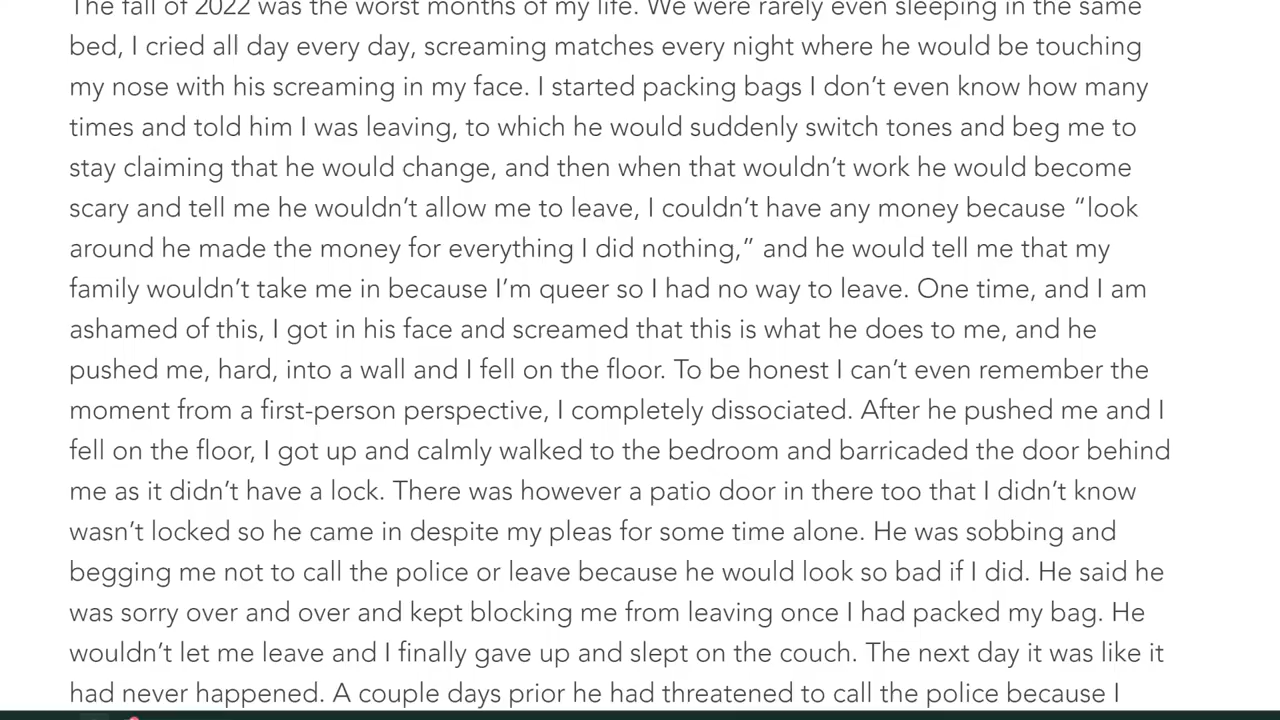 The fall of 2022 was the worst months of my life. We were rarely even sleeping in the same
bed, I cried all day every day, screaming matches every night where he would be touching
my nose with his screaming in my face. I started packing bags I don’t even know how many
times and told him I was leaving, to which he would suddenly switch tones and beg me to
stay claiming that he would change, and then when that wouldn’t work he would become
scary and tell me he wouldn’t allow me to leave, I couldn’t have any money because “look
around he made the money for everything I did nothing,” and he would tell me that my
family wouldn’t take me in because I’m queer so I had no way to leave. One time, and I am
ashamed of this, I got in his face and screamed that this is what he does to me, and he
pushed me, hard, into a wall and I fell on the floor. To be honest I can’t even remember the
moment from a first-person perspective, I completely dissociated. After he pushed me and I
fell on the floor, I got up and calmly walked to the bedroom and barricaded the door behind
me as it didn’t have a lock. There was however a patio door in there too that I didn’t know
wasn’t locked so he came in despite my pleas for some time alone. He was sobbing and
begging me not to call the police or leave because he would look so bad if I did. He said he
was sorry over and over and kept blocking me from leaving once I had packed my bag. He
wouldn’t let me leave and I finally gave up and slept on the couch. The next day it was like it
had never happened. A couple days prior he had threatened to call the police because I